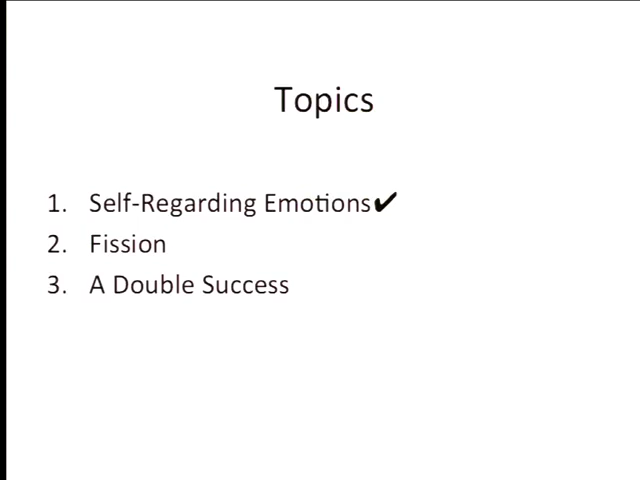 Topics
1. Self-Regarding Emotions✔
2. Fission
3. A Double Success